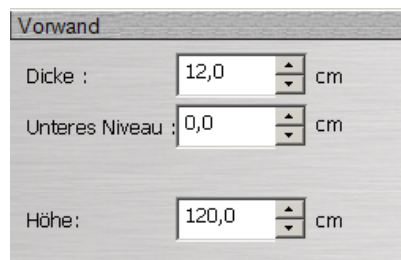 Vorwand
Dicke : 12,0 cm
Unteres Niveau : 0,0 cm
Höhe: 120,0 cm